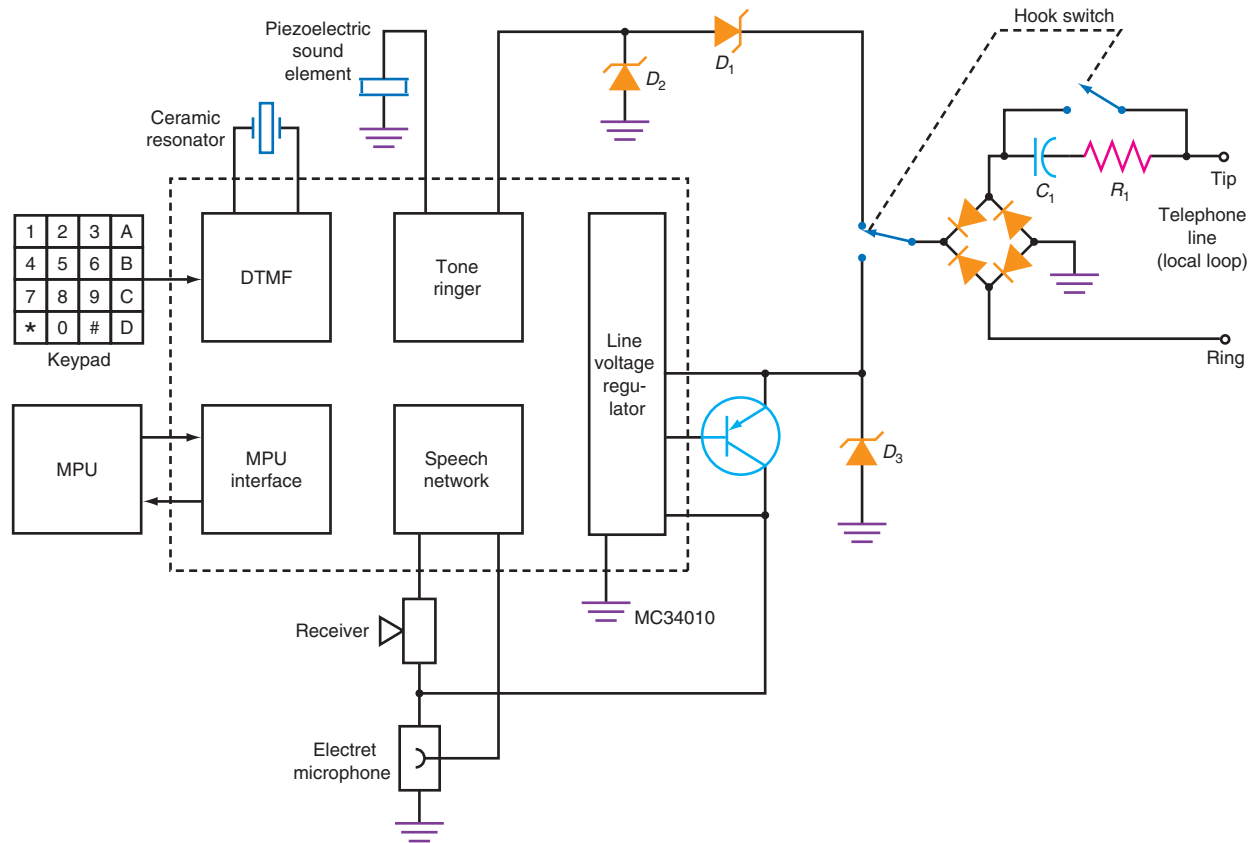 Hook switch
Piezoelectric
sound
element
D1
D2
Ceramic
resonator
C1
R1
Tip
Telephone
line
(local loop)
Ring
1 2 3 A
4 5 6 B
7 8 9 C
* 0 # D
Keypad
DTMF
Tone
ringer
Line
voltage
regu-
lator
MPU
MPU
interface
Speech
network
D3
MC34010
Receiver
Electret
microphone